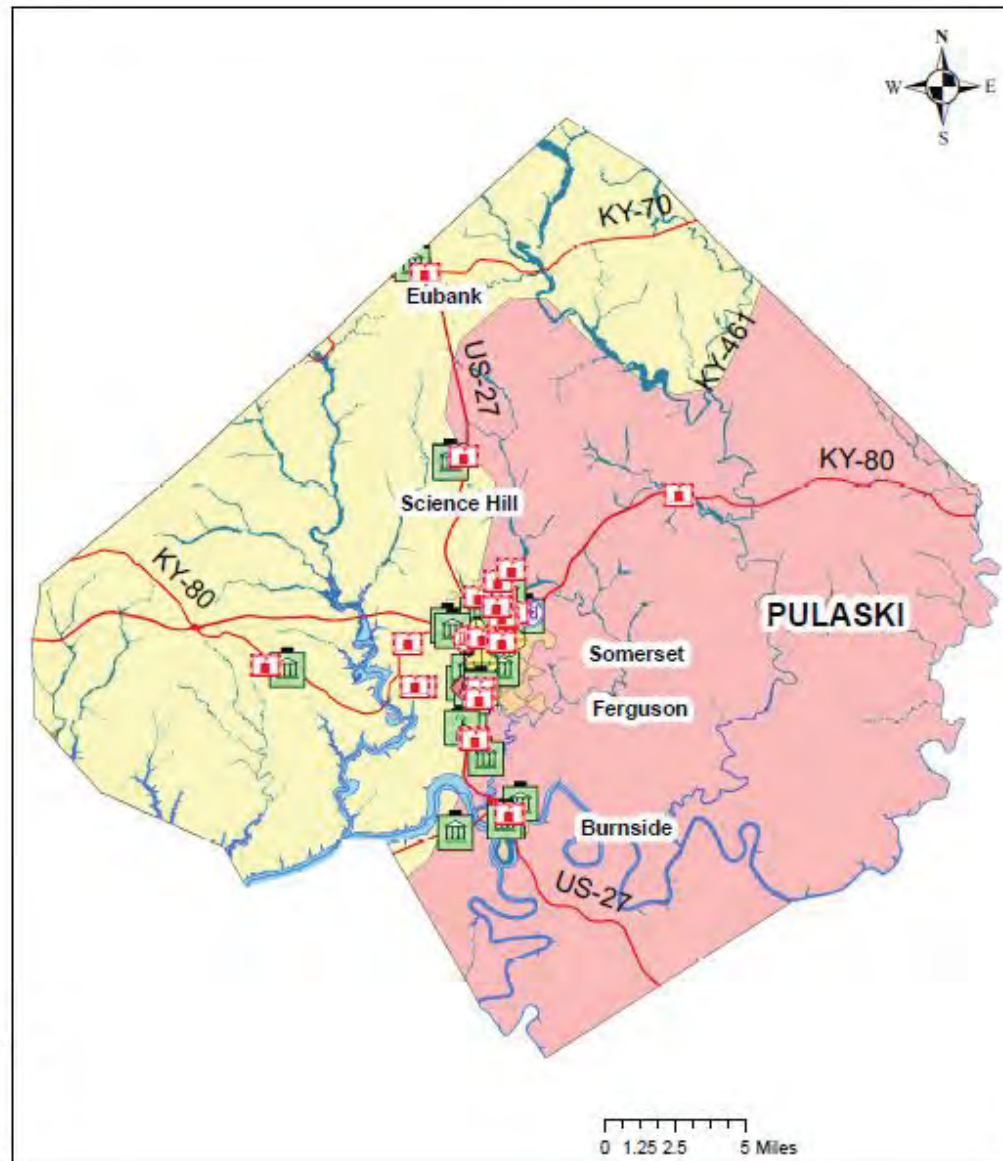 N
W E
S
KY-70
Eubank
KY-461
US-27
KY-80
Science Hill
KY-80
PULASKI
Somerset
Ferguson
Burnside
US-27
0 1.25 2.5 5 Miles